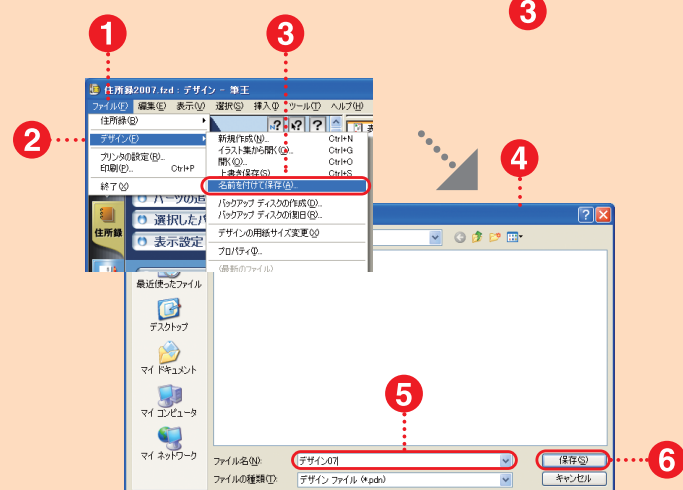 3
1
3
住所録2007.fzd : デザイン - 筆王
ファイル(F) 編集(E) 表示(V) 選択(S) 挿入(I) ツール(T) ヘルプ(H)
住所録(B)
2
デザイン(E)
プリンタの設定(R)...
印刷(P)... Ctrl+P
終了(X)
新規作成(N)... Ctrl+N
イラスト集から開く(G)... Ctrl+G
開く(O)... Ctrl+O
上書き保存(S) Ctrl+S
名前を付けて保存(A)...
バックアップ ディスクの作成(D)...
バックアップ ディスクの復旧(R)...
デザインの用紙サイズ変更(X)
プロパティ(I)...
(最新のファイル)
パーツの追
選択したパ
表示設定
住所録
4
最近使ったファイル
デスクトップ
マイ ドキュメント
マイ コンピュータ
マイ ネットワーク
5
ファイル名(N): デザイン07 保存(S)
6
ファイルの種類(T): デザイン ファイル (*.pdn) キャンセル